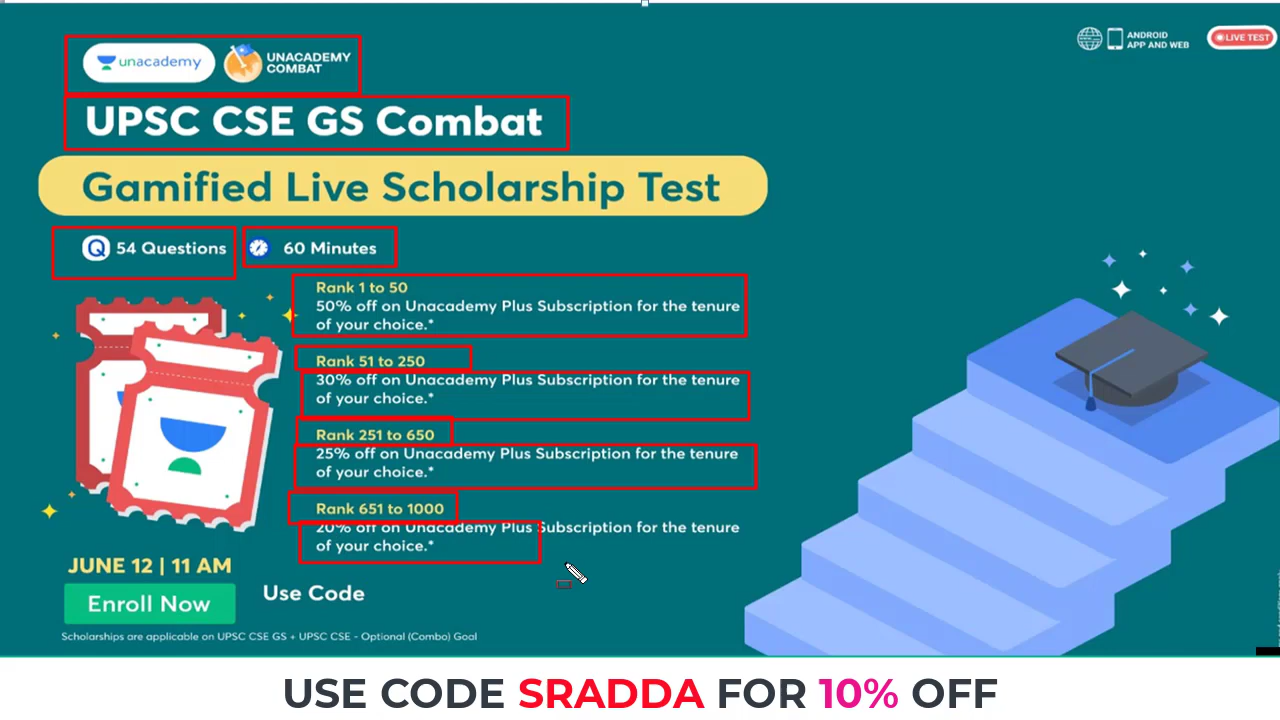 unacademy
UNACADEMY
COMBAT
ANDROID
APP AND WEB
LIVE TEST
UPSC CSE GS Combat
Gamified Live Scholarship Test
Q 54 Questions
60 Minutes
Rank 1 to 50
50% off on Unacademy Plus Subscription for the tenure
of your choice.*
Rank 51 to 250
30% off on Unacademy Plus Subscription for the tenure
of your choice.*
Rank 251 to 650
25% off on Unacademy Plus Subscription for the tenure
of your choice.*
Rank 651 to 1000
20% off on Unacademy Plus Subscription for the tenure
of your choice.*
JUNE 12 | 11 AM
Enroll Now
Use Code
Scholarships are applicable on UPSC CSE GS + UPSC CSE - Optional (Combo) Goal
USE CODE SRADDA FOR 10% OFF